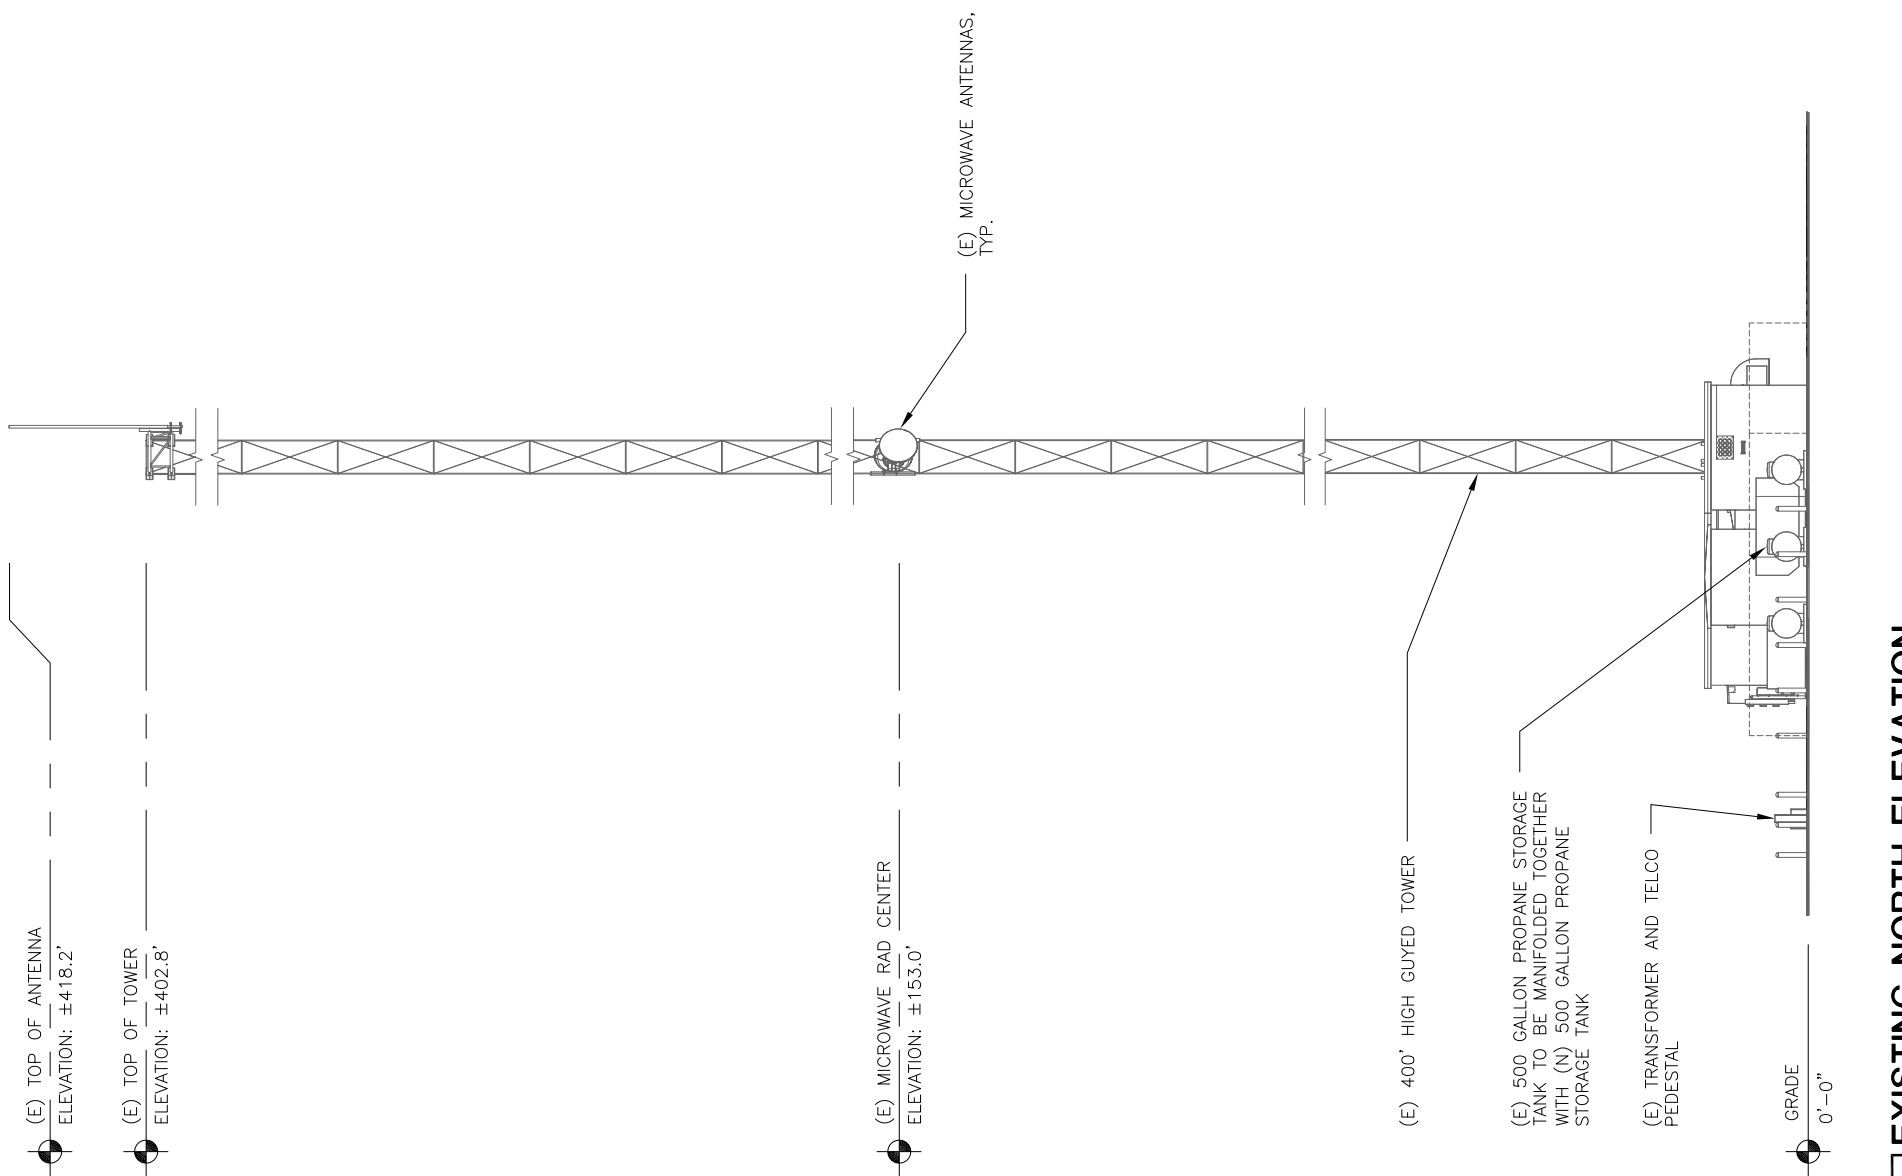 (E) TOP OF ANTENNA
ELEVATION: ±418.2'
(E) TOP OF TOWER
ELEVATION: ±402.8'
(E) MICROWAVE ANTENNAS,
TYP.
(E) MICROWAVE RAD CENTER
ELEVATION: ±153.0'
(E) 400' HIGH GUYED TOWER
(E) 500 GALLON PROPANE STORAGE
TANK TO BE MANIFOLDED TOGETHER
WITH (N) 500 GALLON PROPANE
STORAGE TANK
(E) TRANSFORMER AND TELCO
PEDESTAL
GRADE
0'-0"
EXISTING NORTH ELEVATION